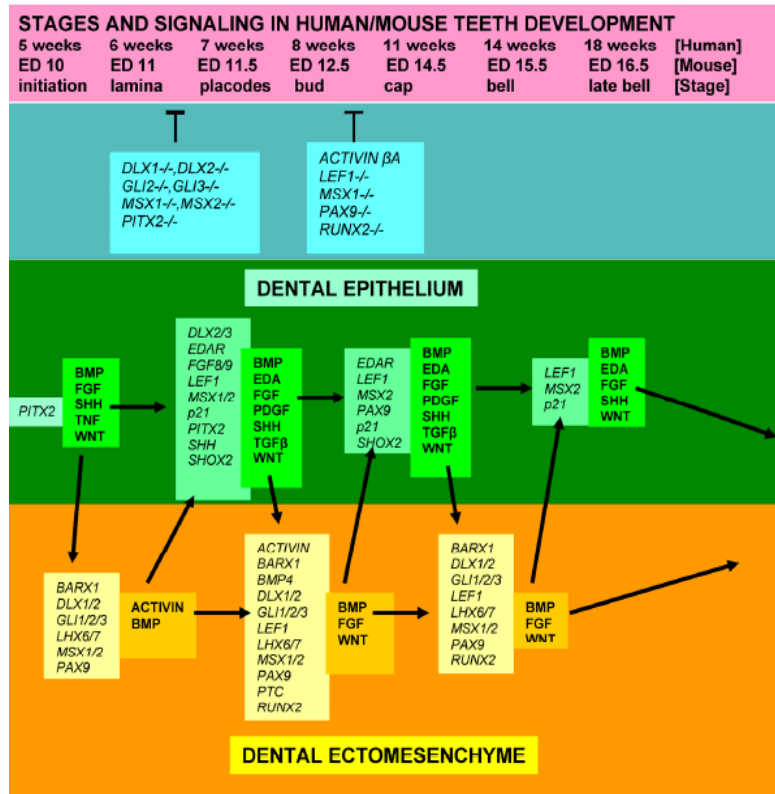 STAGES AND SIGNALING IN HUMAN/MOUSE TEETH DEVELOPMENT
5 weeks 6 weeks 7 weeks 8 weeks 11 weeks 14 weeks 18 weeks [Human]
ED 10 ED 11 ED 11.5 ED 12.5 ED 14.5 ED 15.5 ED 16.5 [Mouse]
initiation lamina placodes bud cap bell late bell [Stage]
DLX1-/-,DLX2-/-
GLI2-/-,GLI3-/-
MSX1-/-,MSX2-/-
PITX2-/-
ACTIVIN βA
LEF1-/-
MSX1-/-
PAX9-/-
RUNX2-/-
DENTAL EPITHELIUM
PITX2
BMP
FGF
SHH
TNF
WNT
DLX2/3
EDAR
FGF8/9
LEF1
MSX1/2
p21
PITX2
SHH
SHOX2
BMP
EDA
FGF
PDGF
SHH
TGFβ
WNT
EDAR
LEF1
MSX2
PAX9
p21
SHOX2
BMP
EDA
FGF
PDGF
SHH
TGFβ
WNT
LEF1
MSX2
p21
BMP
EDA
FGF
SHH
WNT
BARX1
DLX1/2
GLI1/2/3
LHX6/7
MSX1/2
PAX9
ACTIVIN
BMP
ACTIVIN
BARX1
BMP4
DLX1/2
GLI1/2/3
LEF1
LHX6/7
MSX1/2
PAX9
PTC
RUNX2
BMP
FGF
WNT
BARX1
DLX1/2
GLI1/2/3
LEF1
LHX6/7
MSX1/2
PAX9
RUNX2
BMP
FGF
WNT
DENTAL ECTOMESENCHYME